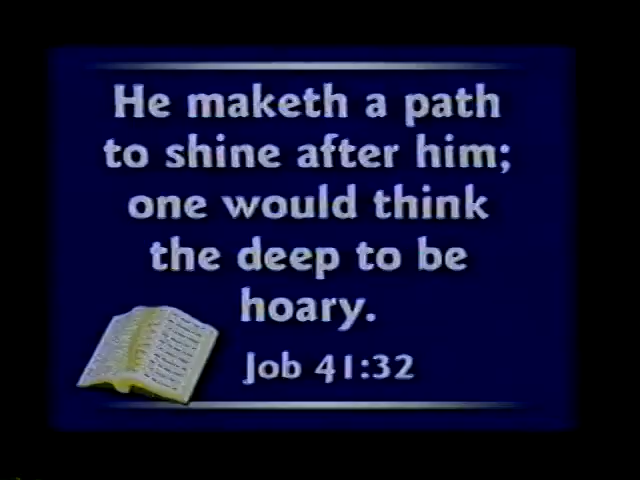 He maketh a path
to shine after him;
one would think
the deep to be
hoary.
Job 41:32